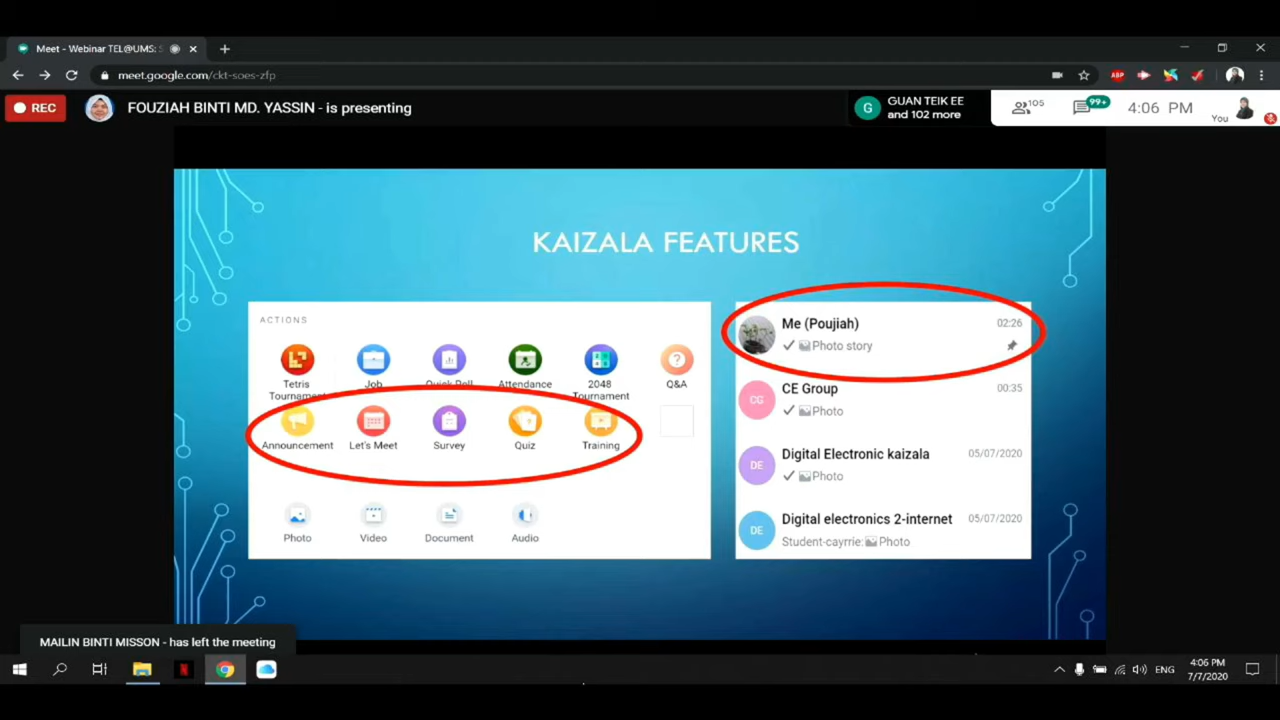 Meet - Webinar TEL@UMS: S
meet.google.com/ckt-soes-zfp
ABP
REC
FOUZIAH BINTI MD. YASSIN - is presenting
G
GUAN TEIK EE
and 102 more
105
99+
4:06 PM
You
KAIZALA FEATURES
ACTIONS
Tetris
Tournament
Job
Quick Poll
Attendance
2048
Tournament
Q&A
Announcement
Let's Meet
Survey
Quiz
Training
Photo
Video
Document
Audio
Me (Poujiah)
02:26
Photo story
CG
CE Group
00:35
Photo
DE
Digital Electronic kaizala
05/07/2020
Photo
DE
Digital electronics 2-internet
05/07/2020
Student-cayrrie: Photo
MAILIN BINTI MISSON - has left the meeting
N
ENG
4:06 PM
7/7/2020